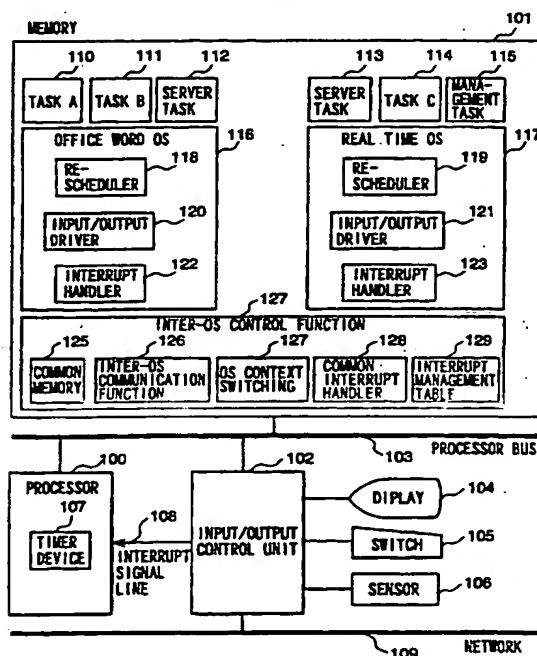 MEMORY
101
110 111 112 113 114 115
TASK A
TASK B
SERVER
TASK
SERVER
TASK
TASK C
MANA-
GEMENT
TASK
OFFICE WORD OS
116
RE-
SCHEDULER
118
INPUT/OUTPUT
DRIVER
120
INTERRUPT
HANDLER
122
REAL TIME OS
117
RE-
SCHEDULER
119
INPUT/OUTPUT
DRIVER
121
INTERRUPT
HANDLER
123
127
INTER-OS CONTROL FUNCTION
125 126 127 128 129
COMMON
MEMORY
INTER-OS
COMMUNICATION
FUNCTION
OS CONTEXT
SWITCHING
COMMON
INTERRUPT
HANDLER
INTERRUPT
MANAGEMENT
TABLE
103
PROCESSOR BUS
100
PROCESSOR
107
TIMER
DEVICE
108
INTERRUPT
SIGNAL
LINE
102
INPUT/OUTPUT
CONTROL UNIT
DIPLAY
104
SWITCH
105
SENSOR
106
109
NETWORK